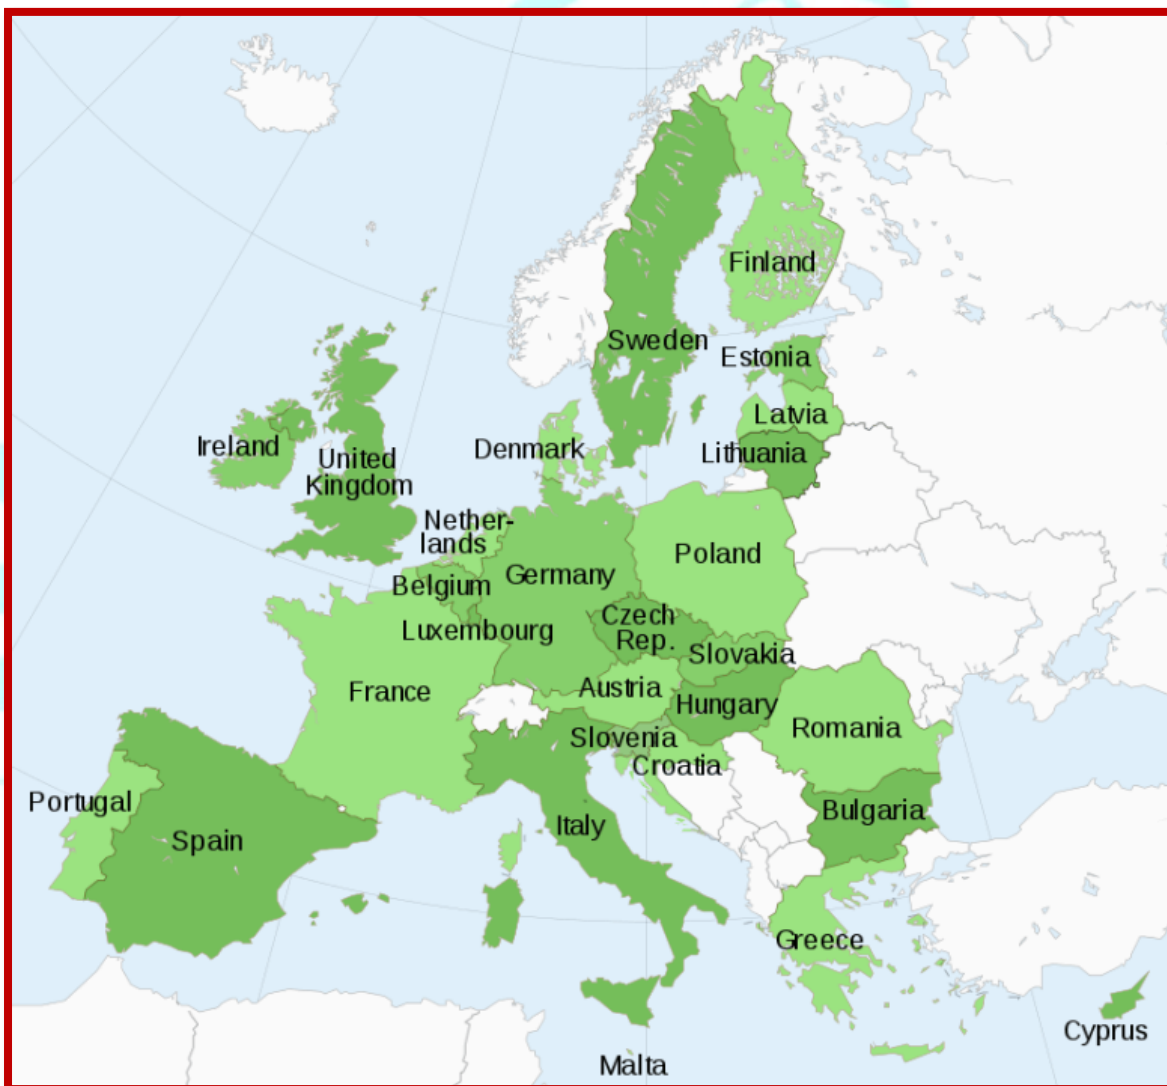 Finland
Sweden
Estonia
Latvia
Lithuania
Denmark
Ireland
United
Kingdom
Nether-
lands
Belgium
Germany
Poland
Luxembourg
Czech
Rep.
Slovakia
France
Austria
Hungary
Romania
Slovenia
Croatia
Portugal
Spain
Italy
Bulgaria
Greece
Cyprus
Malta